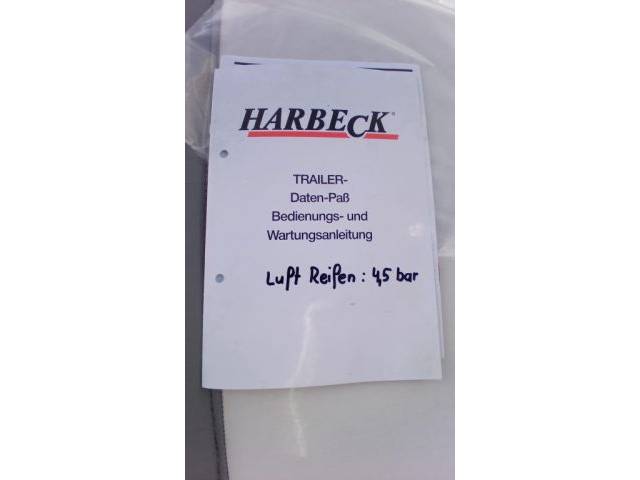 HARBECK®
TRAILER-
Daten-Paß
Bedienungs- und
Wartungsanleitung
Luft Reifen: 4,5 bar